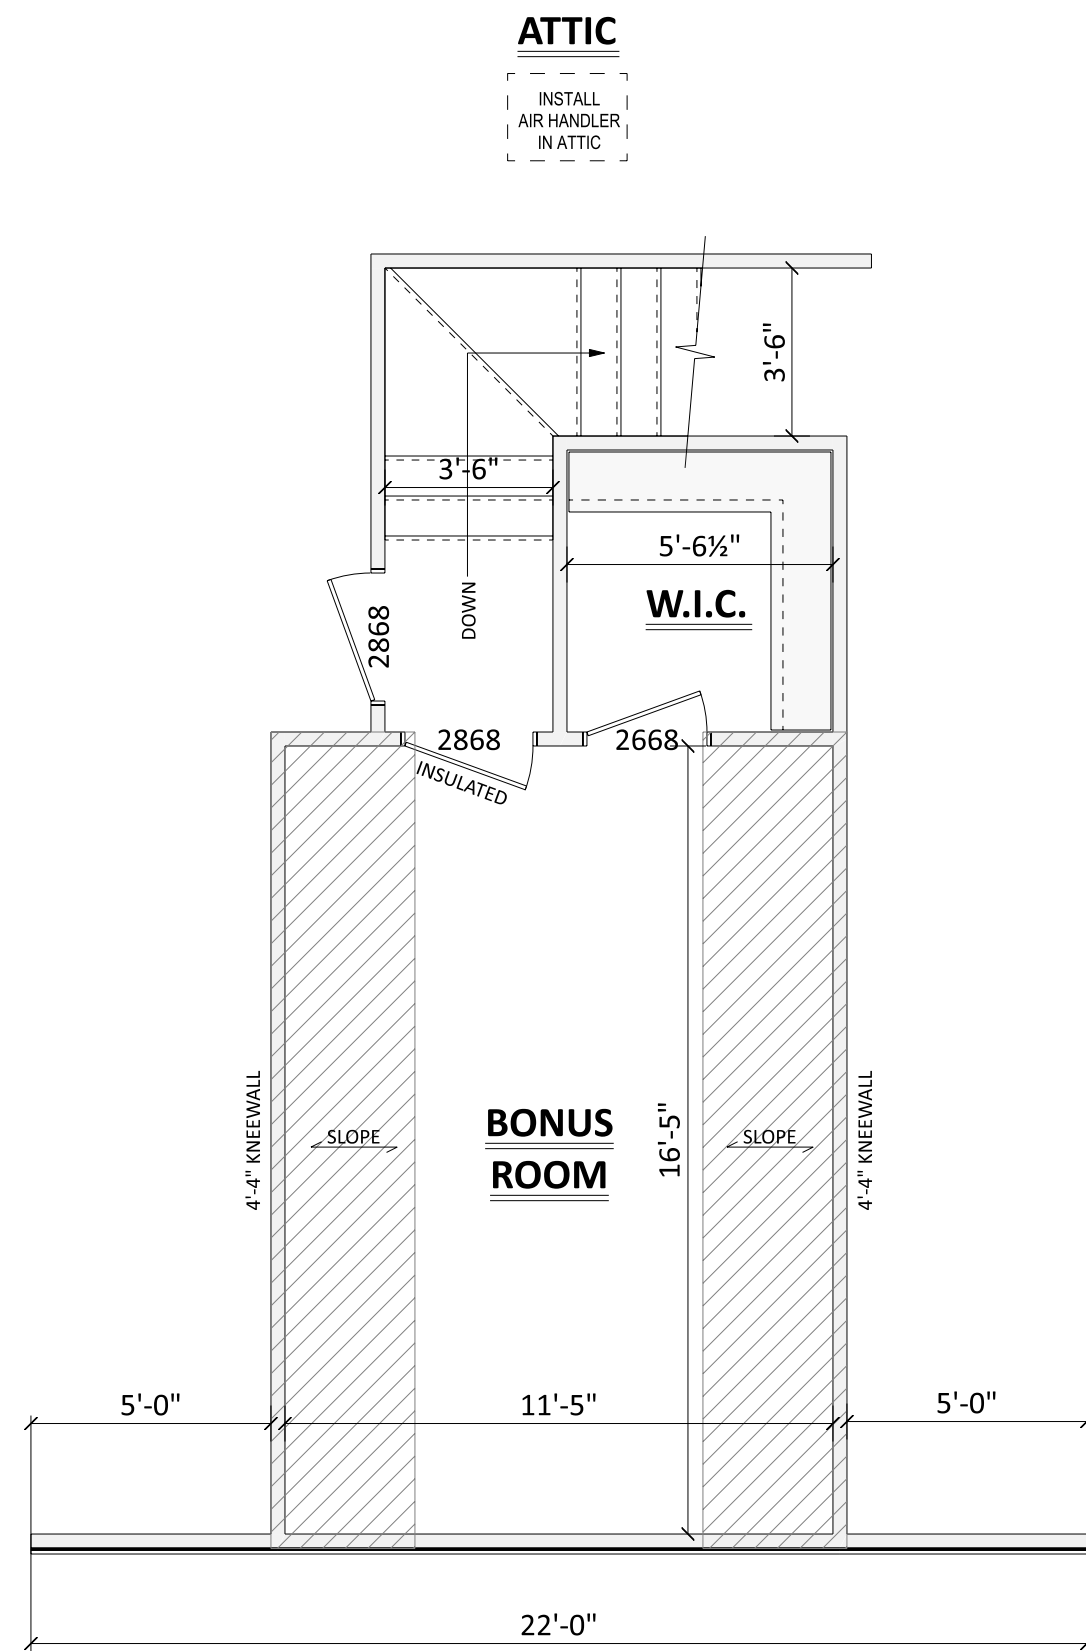 ATTIC
INSTALL
AIR HANDLER
IN ATTIC
3'-6"
3'-6"
5'-6½"
W.I.C.
DOWN
2868
2868
2668
INSULATED
4'-4" KNEEWALL
SLOPE
BONUS
ROOM
16'-5"
SLOPE
4'-4" KNEEWALL
5'-0"
11'-5"
5'-0"
22'-0"